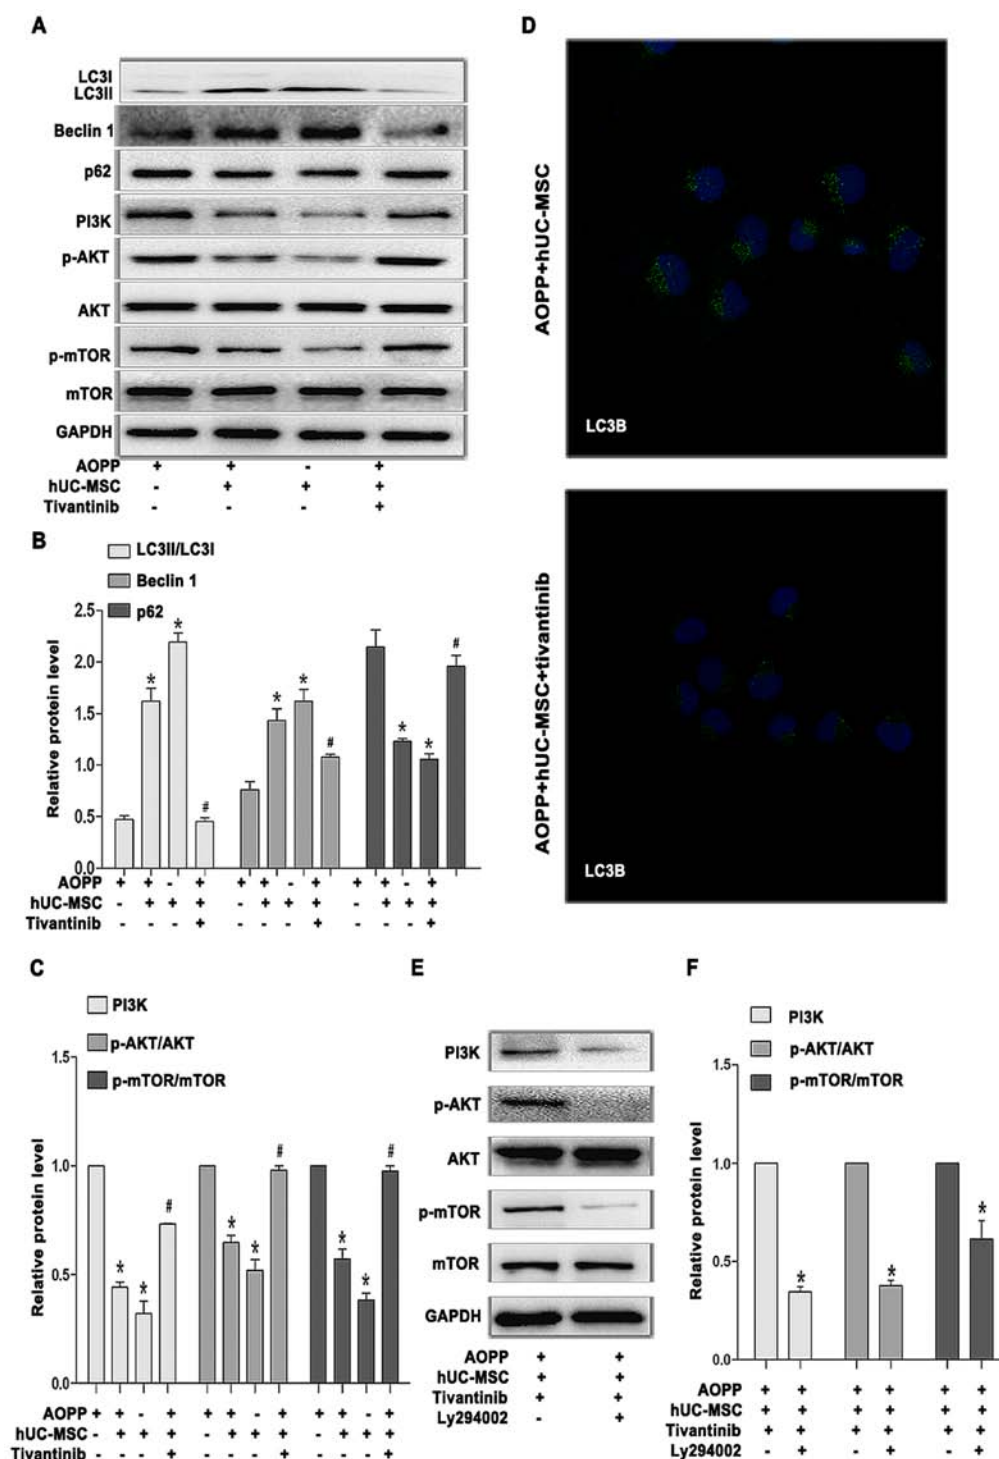 A
LC3I
LC3II
Beclin 1
p62
PI3K
p-AKT
AKT
p-mTOR
mTOR
GAPDH
AOPP + + - +
hUC-MSC - + + +
Tivantinib - - - +
B
LC3II/LC3I
Beclin 1
p62
Relative protein level
2.5
2.0
1.5
1.0
0.5
0.0
* * # * * # * * #
AOPP + + - + + + - + + + - +
hUC-MSC - + + + - + + + - + + +
Tivantinib - - - + - - - + - - - +
C
PI3K
p-AKT/AKT
p-mTOR/mTOR
Relative protein level
1.5
1.0
0.5
0.0
* * # * * # * * #
AOPP + + - + + + - + + + - +
hUC-MSC - + + + - + + + - + + +
Tivantinib - - - + - - - + - - - +
D
AOPP+hUC-MSC
LC3B
AOPP+hUC-MSC+tivantinib
LC3B
E
PI3K
p-AKT
AKT
p-mTOR
mTOR
GAPDH
AOPP + +
hUC-MSC + +
Tivantinib + +
Ly294002 - +
F
PI3K
p-AKT/AKT
p-mTOR/mTOR
Relative protein level
1.5
1.0
0.5
0.0
* * *
AOPP + + + + + +
hUC-MSC + + + + + +
Tivantinib + + + + + +
Ly294002 - + - + - +